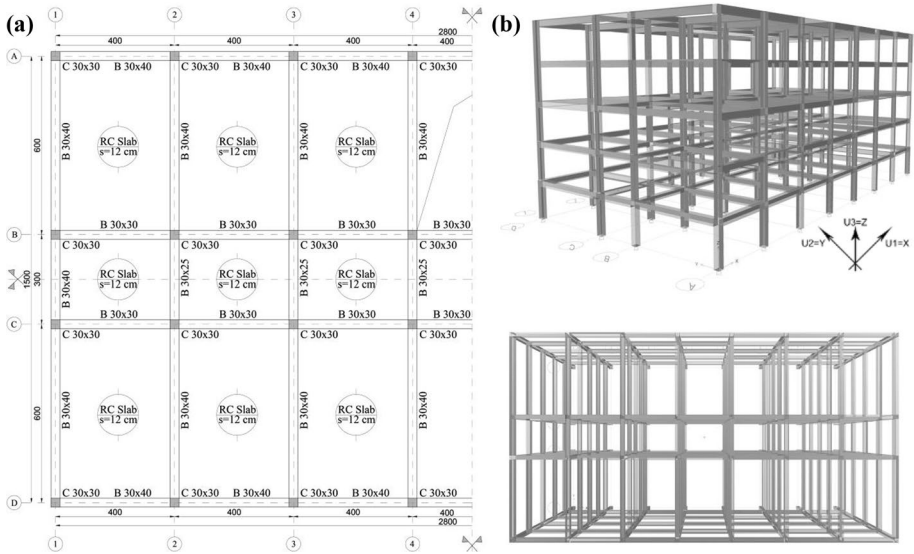 (a)
1 2 3 4
2800
400 400 400
A
C 30x30 B 30x40 C 30x30 B 30x40 C 30x30 B 30x40 C 30x30
B 30x40 B 30x40 B 30x40 B 30x40
600
RC Slab RC Slab RC Slab
s=12 cm s=12 cm s=12 cm
B 30x30 B 30x30 B 30x30 B 30x30
B
C 30x30 C 30x30 C 30x30 C 30x30
1500
300
RC Slab RC Slab RC Slab
s=12 cm s=12 cm s=12 cm
B 30x40 B 30x25 B 30x25 B 30x25
B 30x30 B 30x30 B 30x30 B 30x30
C
C 30x30 C 30x30 C 30x30 C 30x30
600
B 30x40 B 30x40 B 30x40 B 30x40
RC Slab RC Slab RC Slab
s=12 cm s=12 cm s=12 cm
C 30x30 B 30x40 C 30x30 B 30x40 C 30x30 B 30x40 C 30x30
D
400 400 400
2800
1 2 3 4
(b)
U3=Z
U2=Y U1=X
D
C
B
A